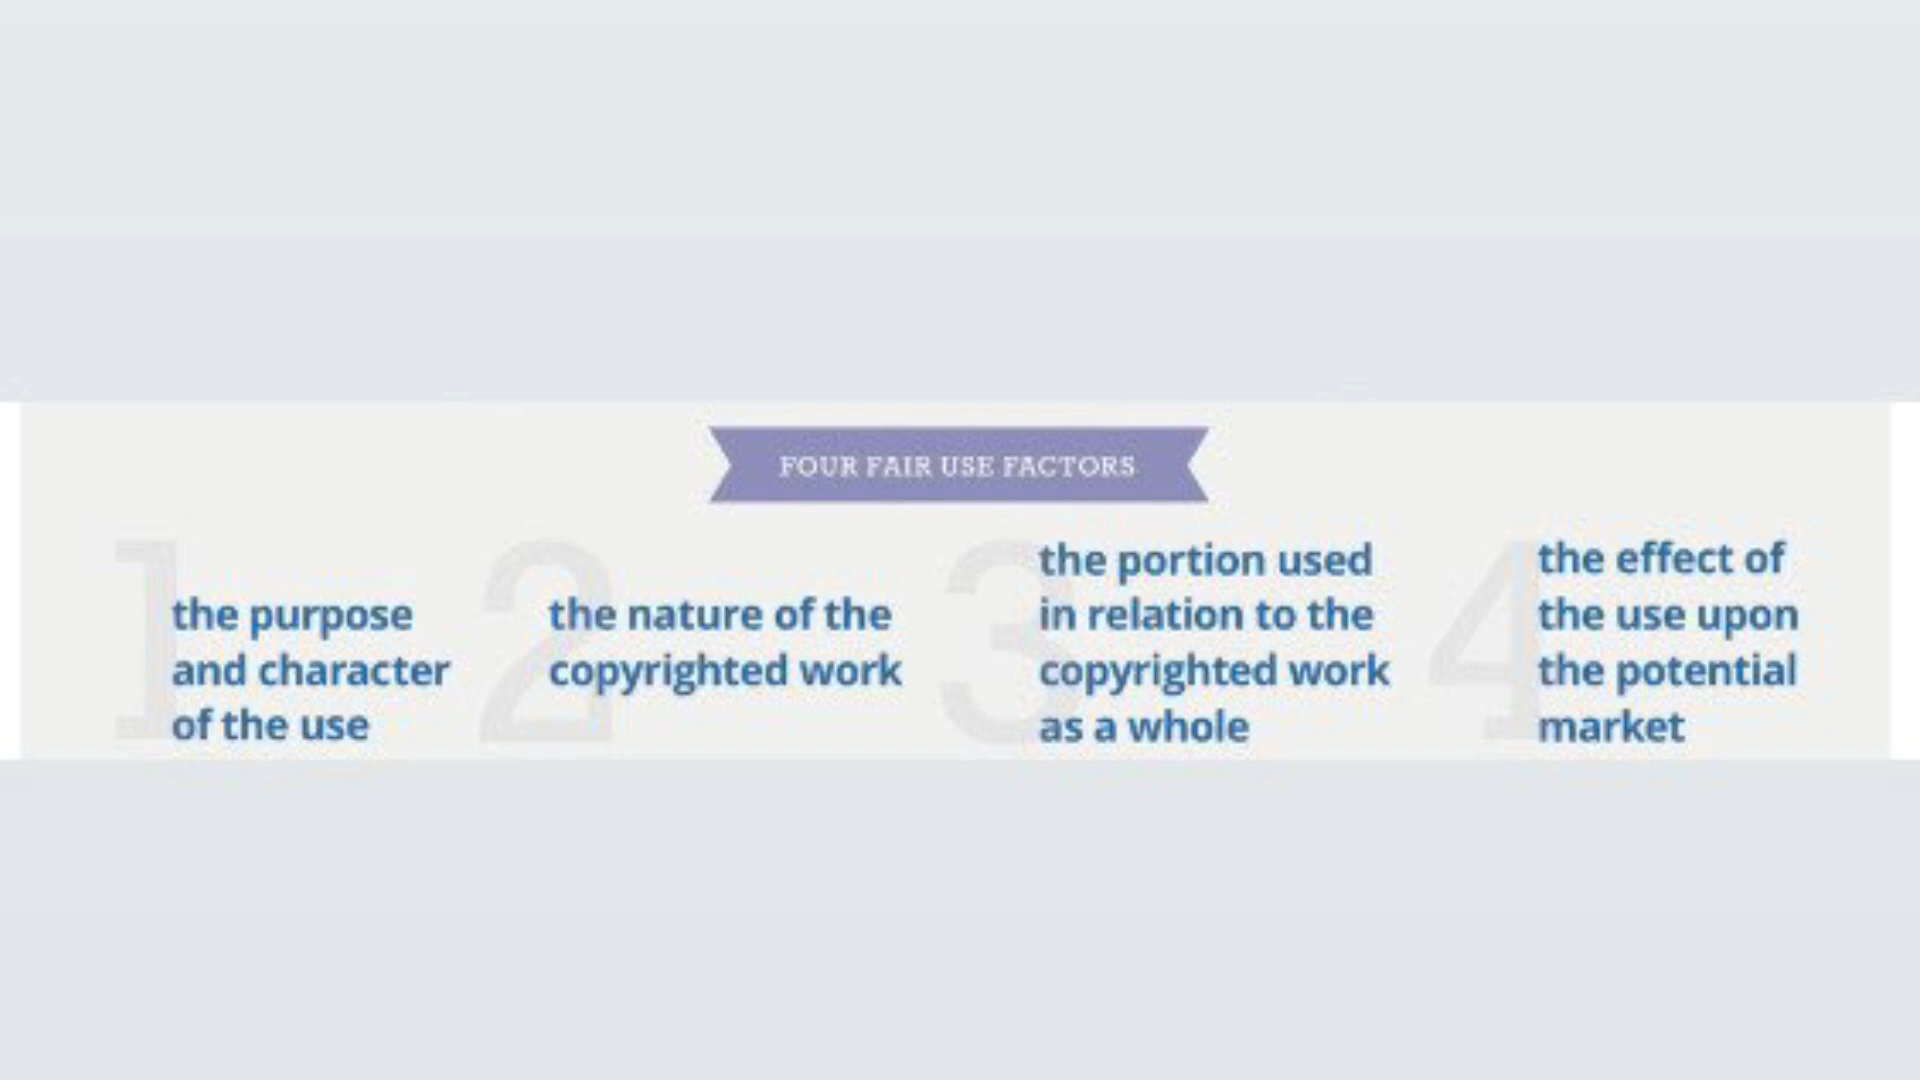 FOUR FAIR USE FACTORS
1
the purpose
and character
of the use
2
the nature of the
copyrighted work
3
the portion used
in relation to the
copyrighted work
as a whole
4
the effect of
the use upon
the potential
market